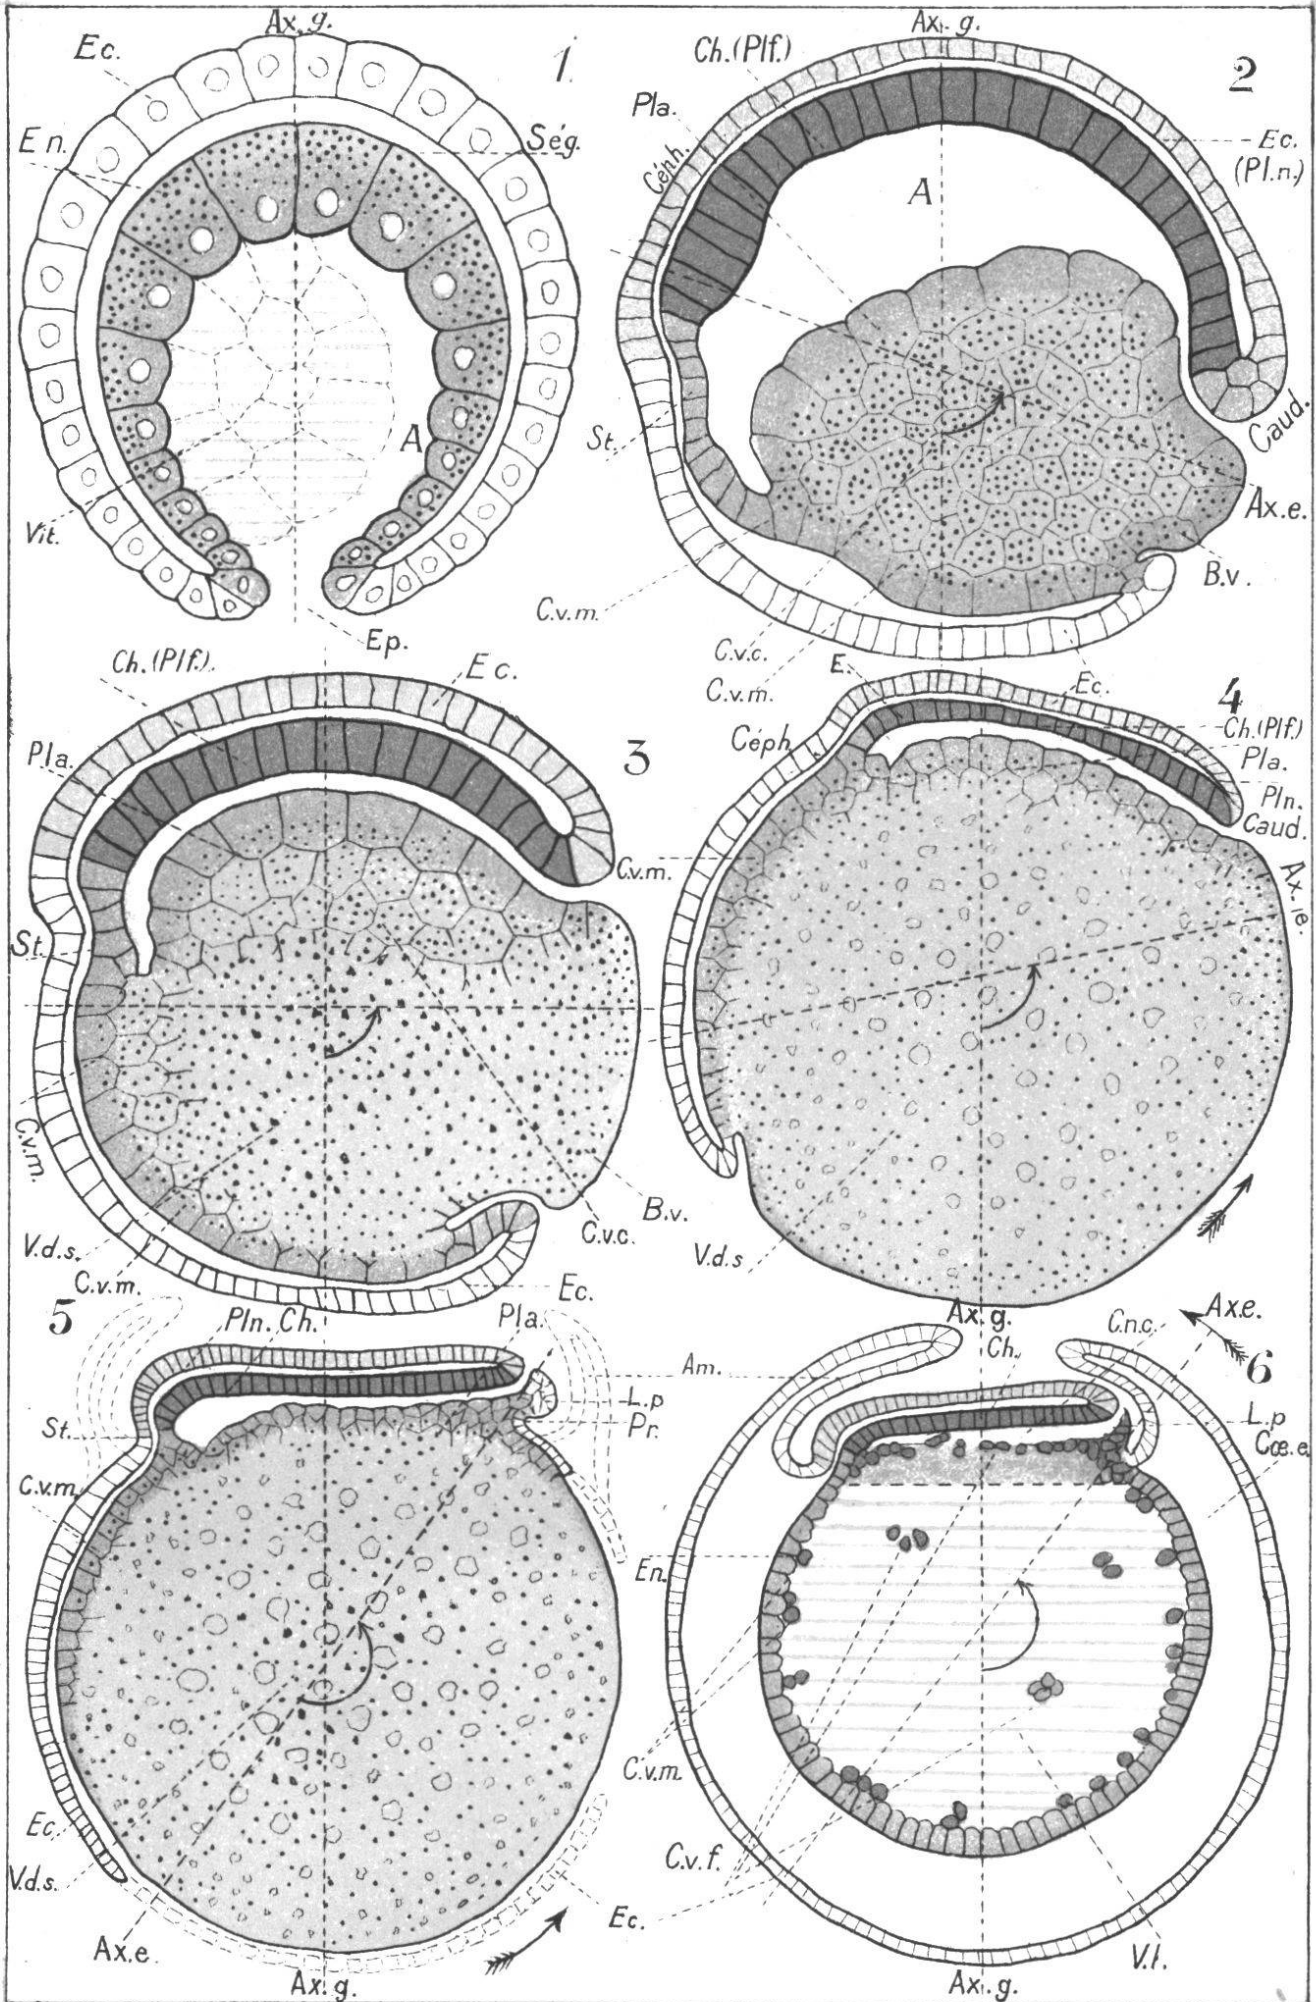 Ax. g.
Ec.
1
En.
Ség.
A
Vit.
Ep.
Ax. g.
Ch.(Plf.)
2
Pla.
Céph.
Ec.
(Pl.n.)
A
St.
Caud.
Ax.e.
B.v.
C.v.m.
C.v.c.
C.v.m.
Ch.(Plf.).
Ec.
Pla.
3
St.
C.v.m.
V.d.s.
C.v.m.
B.v.
C.v.c.
Ec.
E.
Ec.
4
Céph.
Ch.(Plf.)
Pla.
Pln.
Caud.
C.v.m.
Ax.e.
V.d.s
5
Pln.
Ch.
Pla.
L.p
Pr.
St.
C.v.m.
Ec.
V.d.s.
Ax.e.
Ax. g.
Ec.
Ax. g.
Ch.
C.n.c.
Ax.e.
6
Am.
L.p
Cœ.e.
En.
C.v.m.
C.v.f.
V.l.
Ax. g.